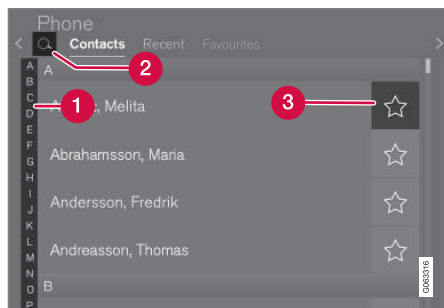 Phone
Contacts Recent Favourites
2
A
B
C
D
E
F
G
H
I
J
K
L
M
N
O
P
1
A
Melita
3
Abrahamsson, Maria
Andersson, Fredrik
Andreasson, Thomas
B
G063316